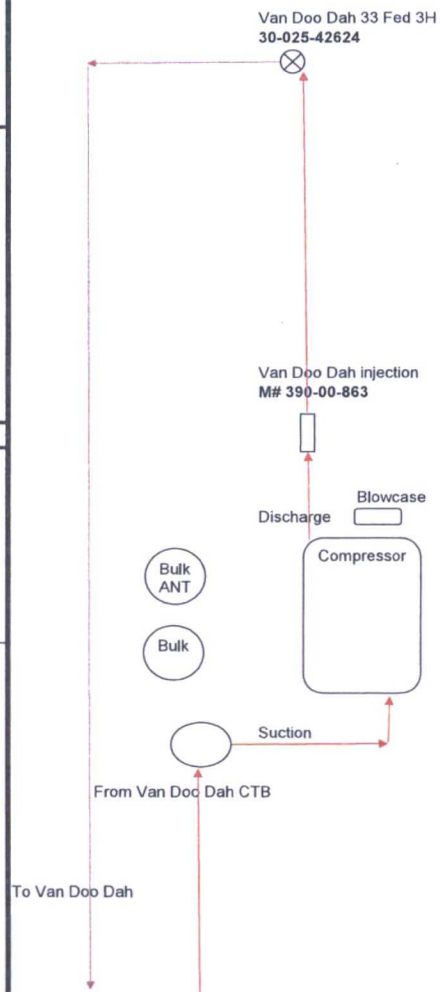 Van Doo Dah 33 Fed 3H
30-025-42624
Van Doo Dah injection
M# 390-00-863
Blowcase
Discharge
Compressor
Bulk
ANT
Bulk
Suction
From Van Doo Dah CTB
To Van Doo Dah